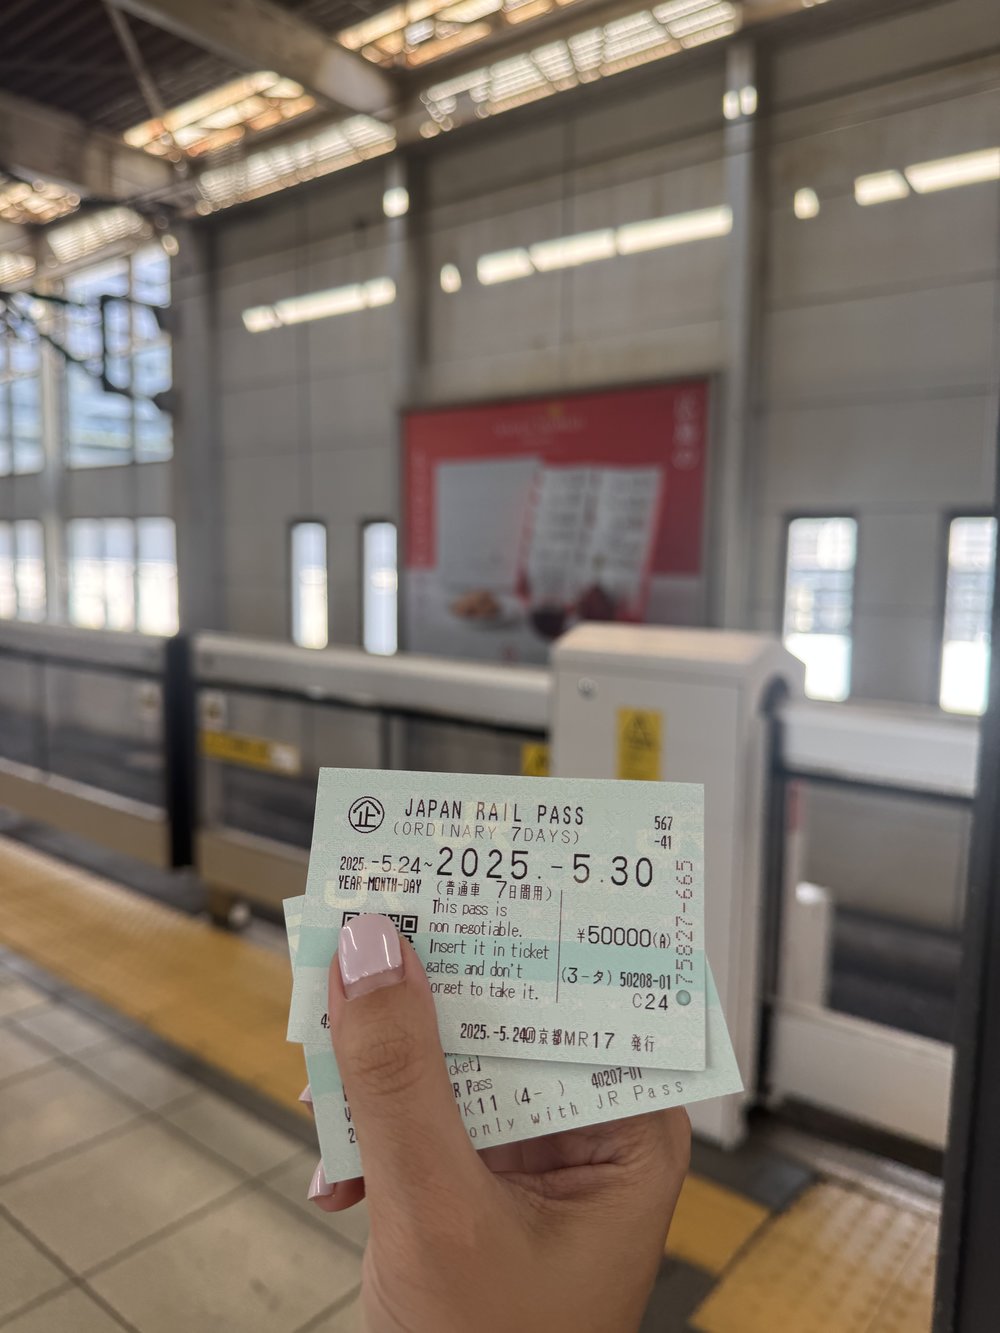 企 JAPAN RAIL PASS
(ORDINARY 7DAYS)
567
-41
2025.-5.24~2025.-5.30
YEAR-MONTH-DAY (普通車 7日間用)
This pass is
non negotiable.
Insert it in ticket
gates and don't
orget to take it.
¥50000(A)
(3-タ) 50208-01
C24
75827-665
2025.-5.24 京都MR17 発行
cket]
R Pass
K11 (4- ) 40207-01
only with JR Pass